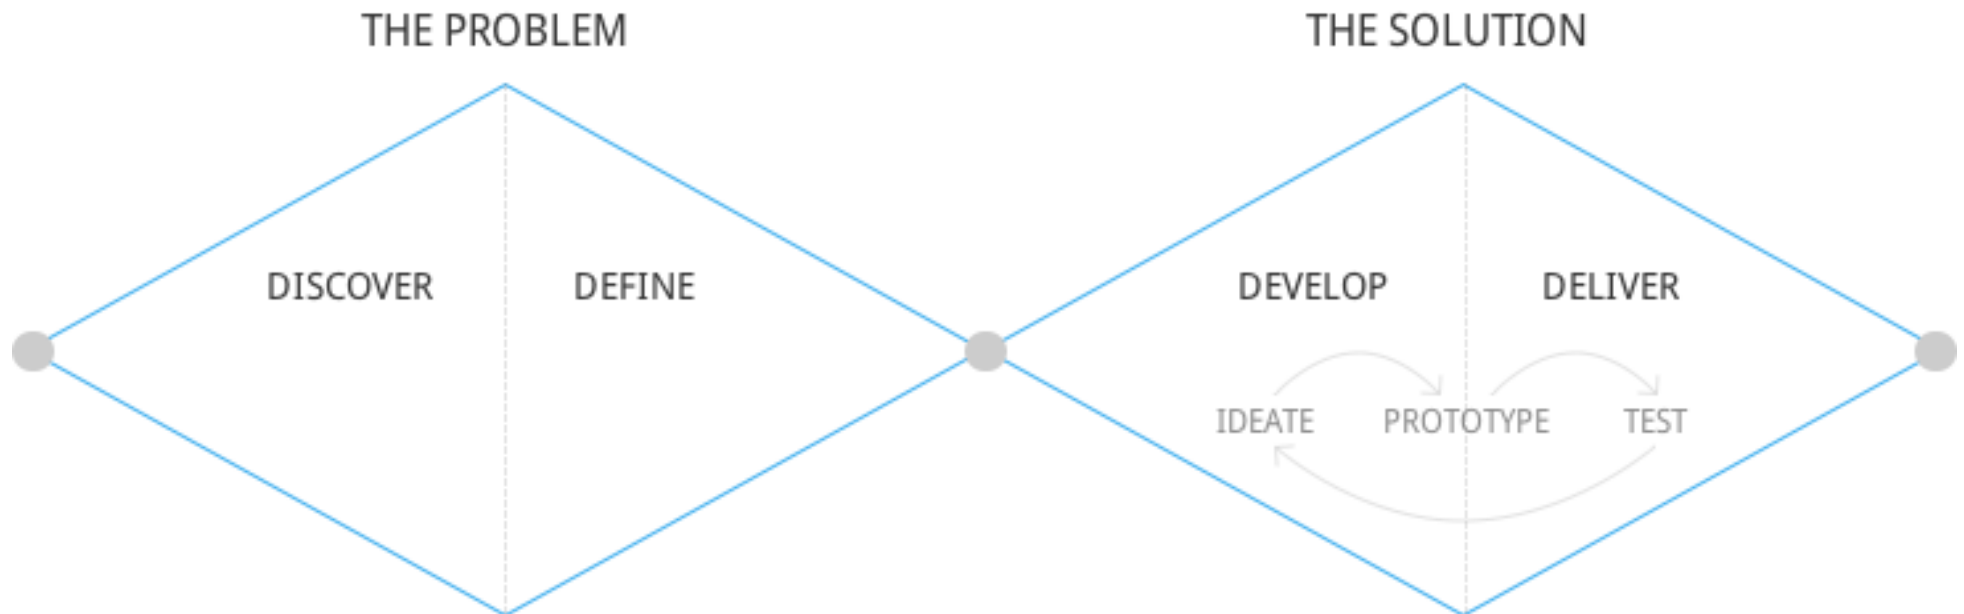 THE PROBLEM
THE SOLUTION
DISCOVER
DEFINE
DEVELOP
DELIVER
IDEATE
PROTOTYPE
TEST